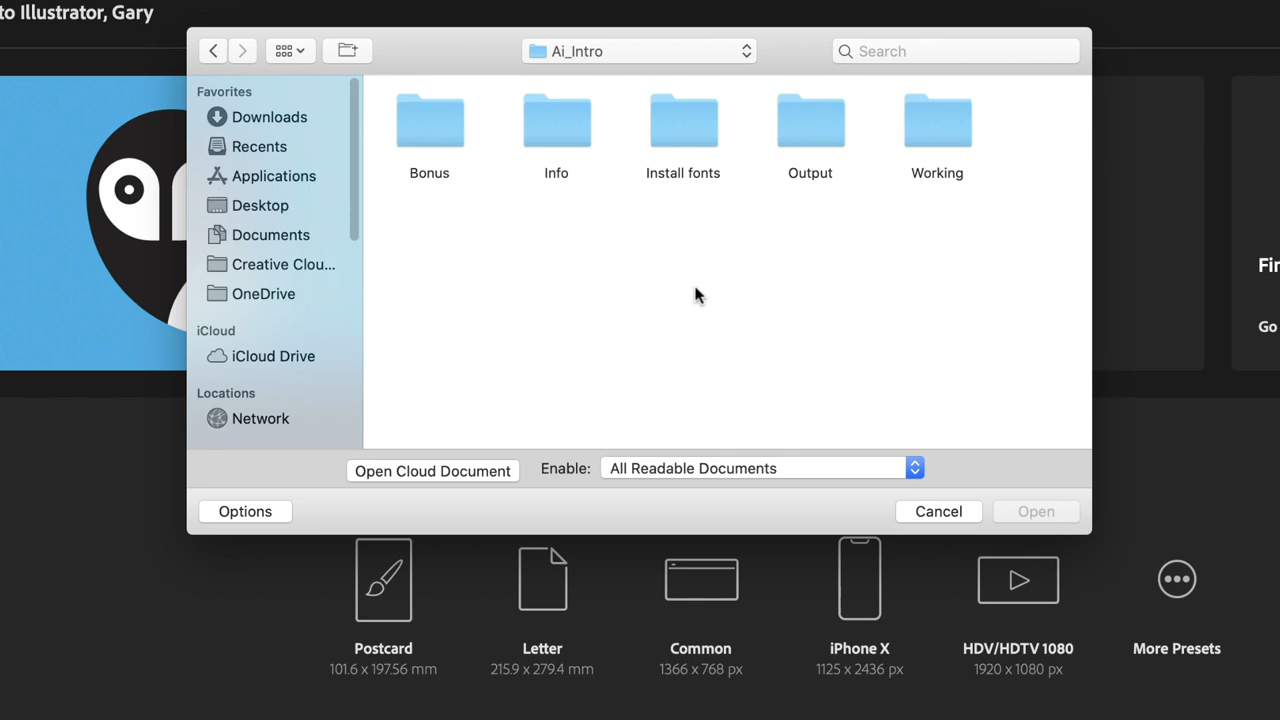 to Illustrator, Gary
Ai_Intro
Search
Favorites
Downloads
Recents
Applications
Desktop
Documents
Creative Clou...
OneDrive
iCloud
iCloud Drive
Locations
Network
Bonus
Info
Install fonts
Output
Working
Open Cloud Document
Enable:
All Readable Documents
Options
Cancel
Open
Fir
Go
Postcard
101.6 x 197.56 mm
Letter
215.9 x 279.4 mm
Common
1366 x 768 px
iPhone X
1125 x 2436 px
HDV/HDTV 1080
1920 x 1080 px
More Presets